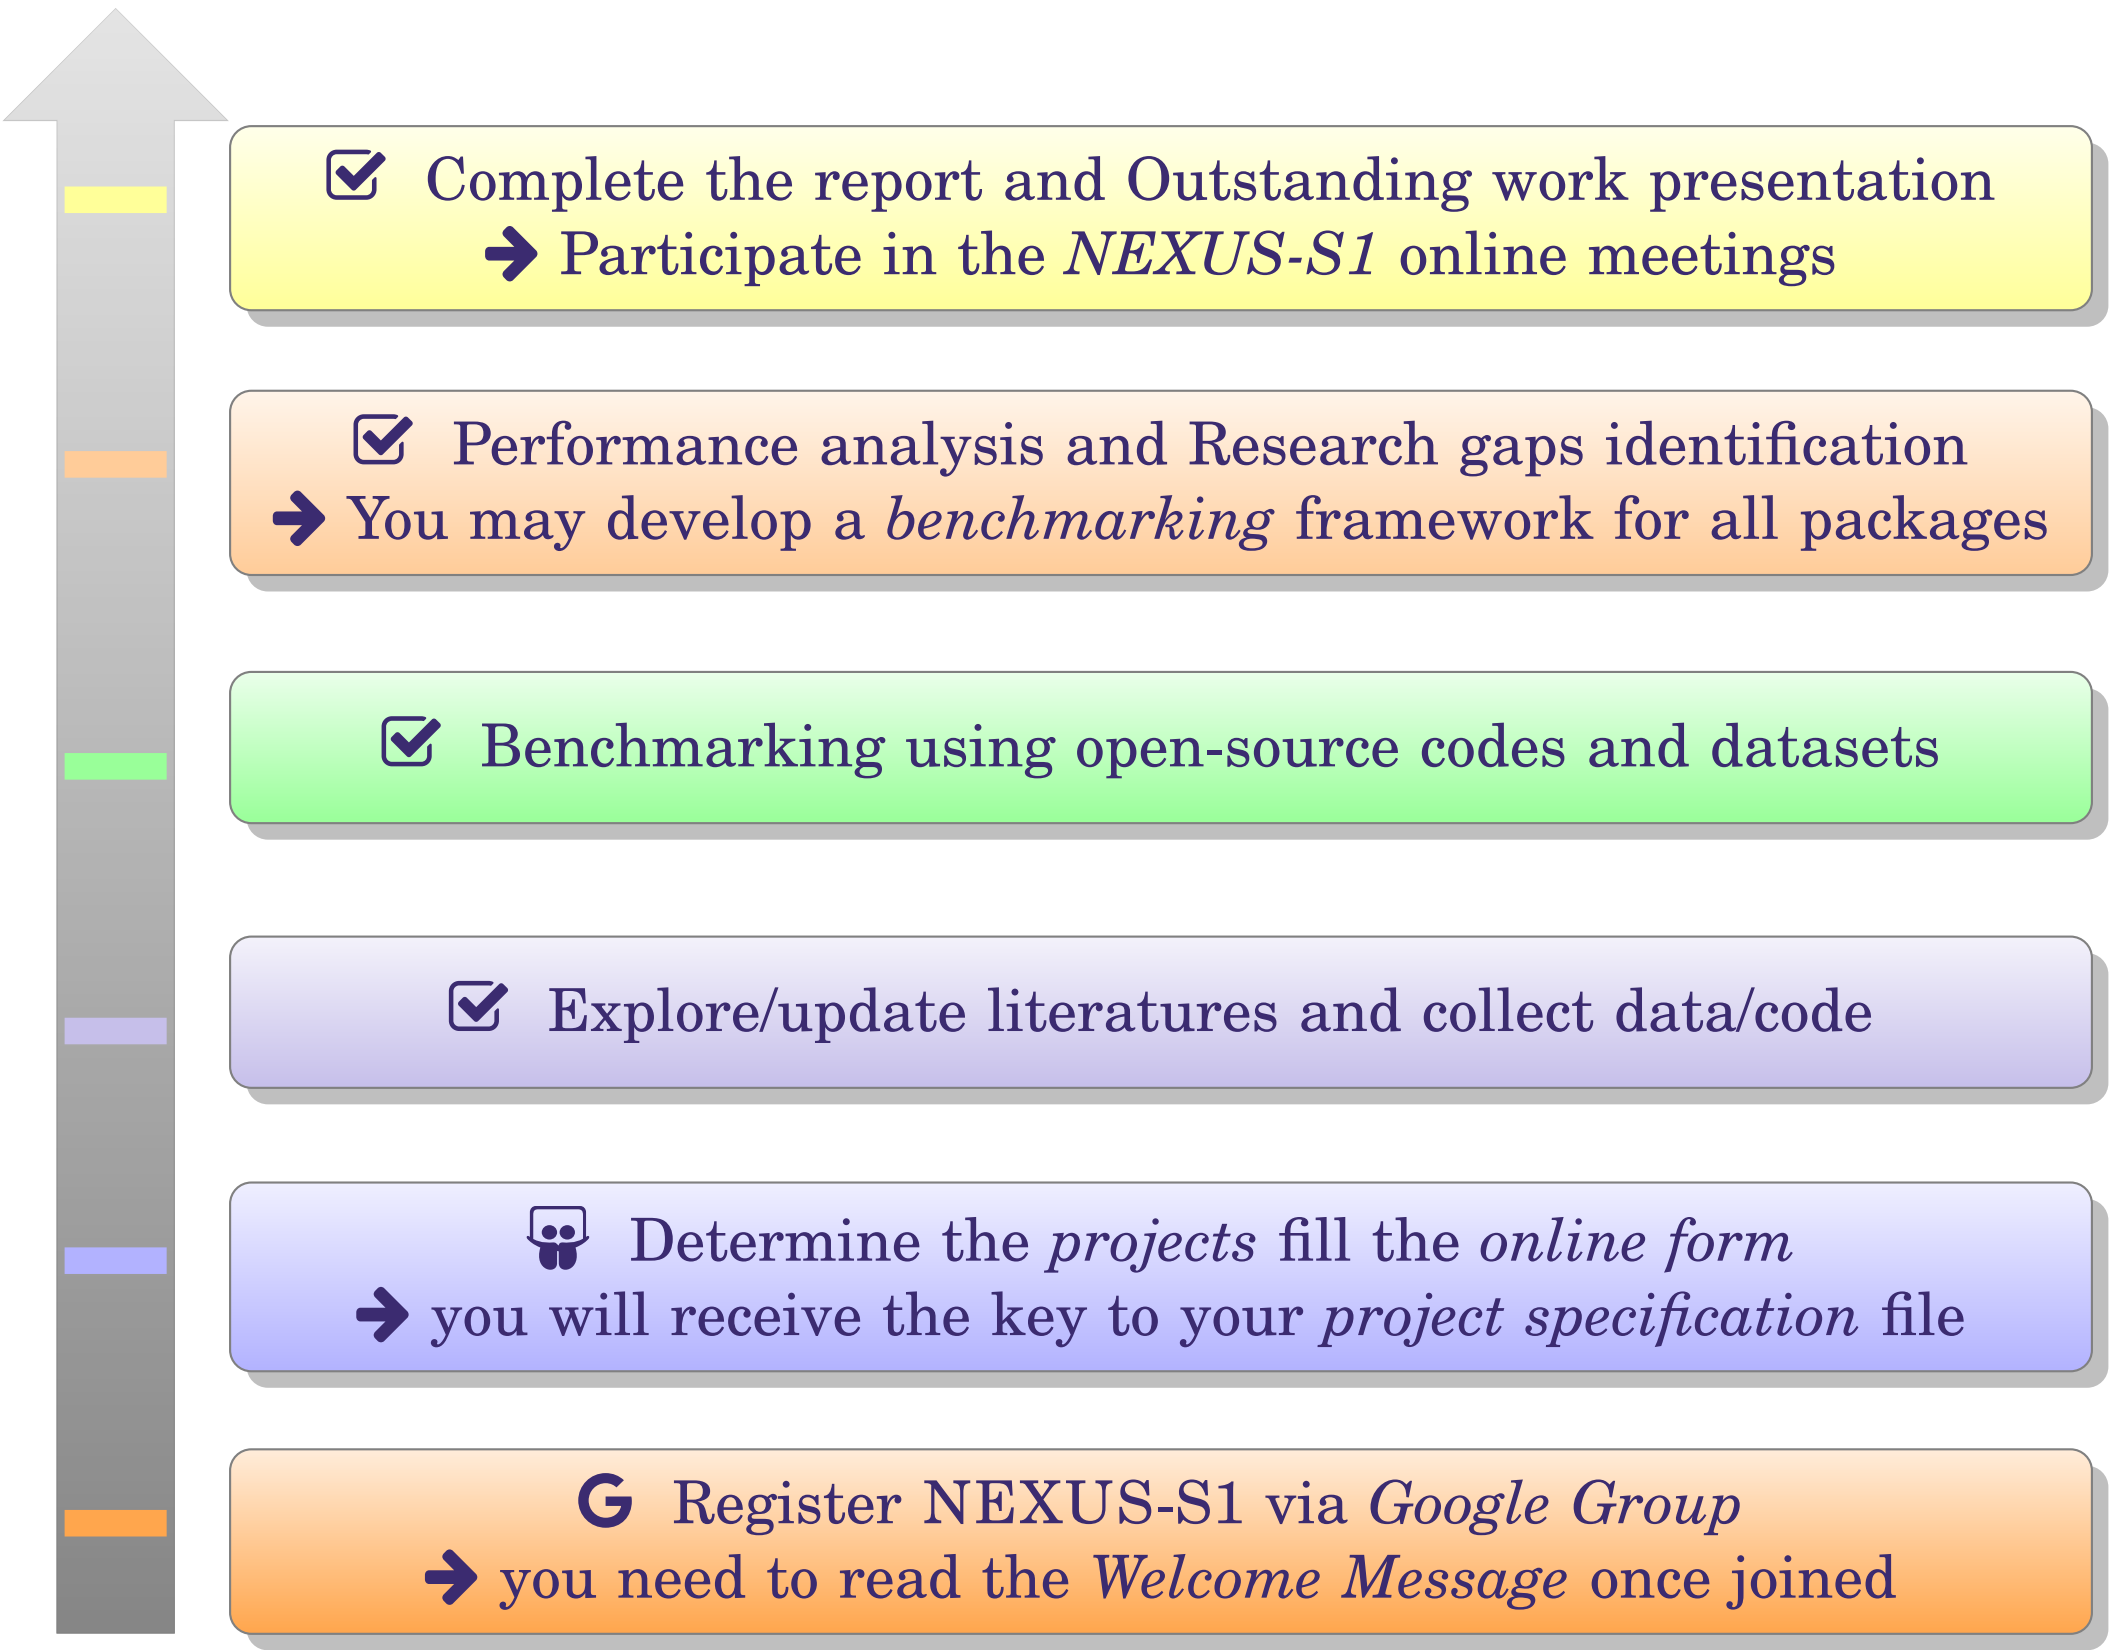 Complete the report and Outstanding work presentation
Participate in the NEXUS-S1 online meetings
Performance analysis and Research gaps identification
You may develop a benchmarking framework for all packages
Benchmarking using open-source codes and datasets
Explore/update literatures and collect data/code
Determine the projects fill the online form
you will receive the key to your project specification file
Register NEXUS-S1 via Google Group
you need to read the Welcome Message once joined